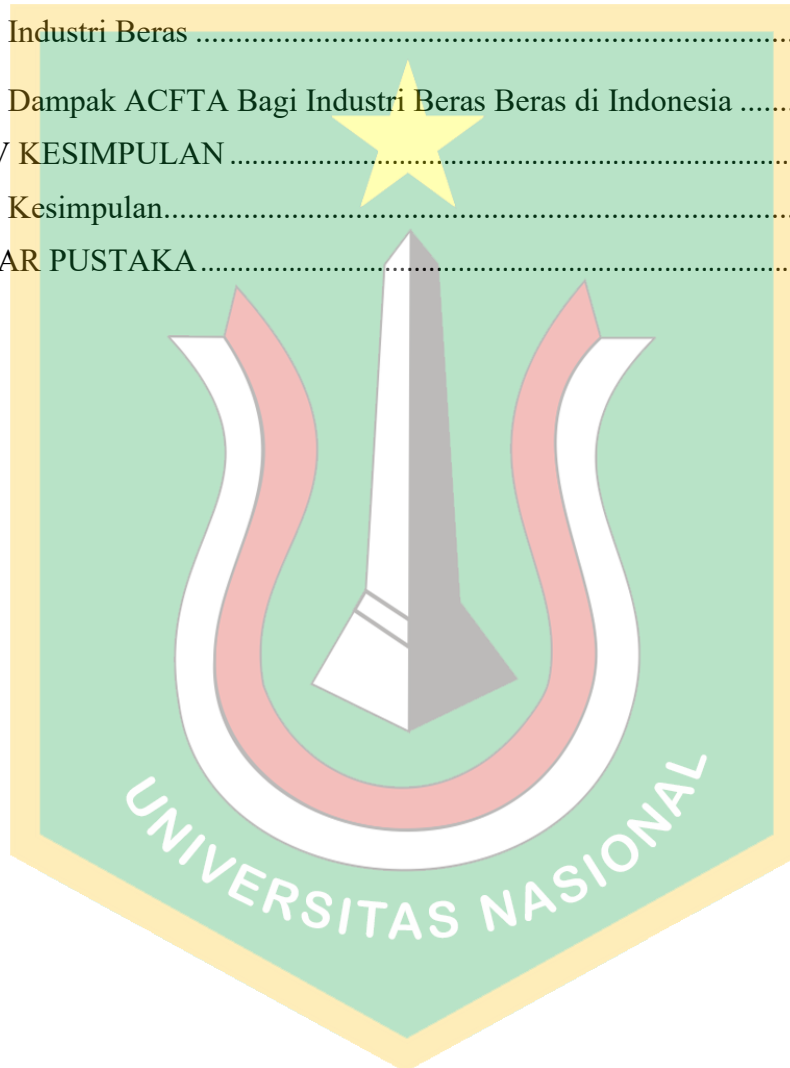 Industri Beras ..........................................................................
Dampak ACFTA Bagi Industri Beras Beras di Indonesia .......
V KESIMPULAN ......................................................................
Kesimpulan..............................................................................
AR PUSTAKA .........................................................................
UNIVERSITAS NASIONAL